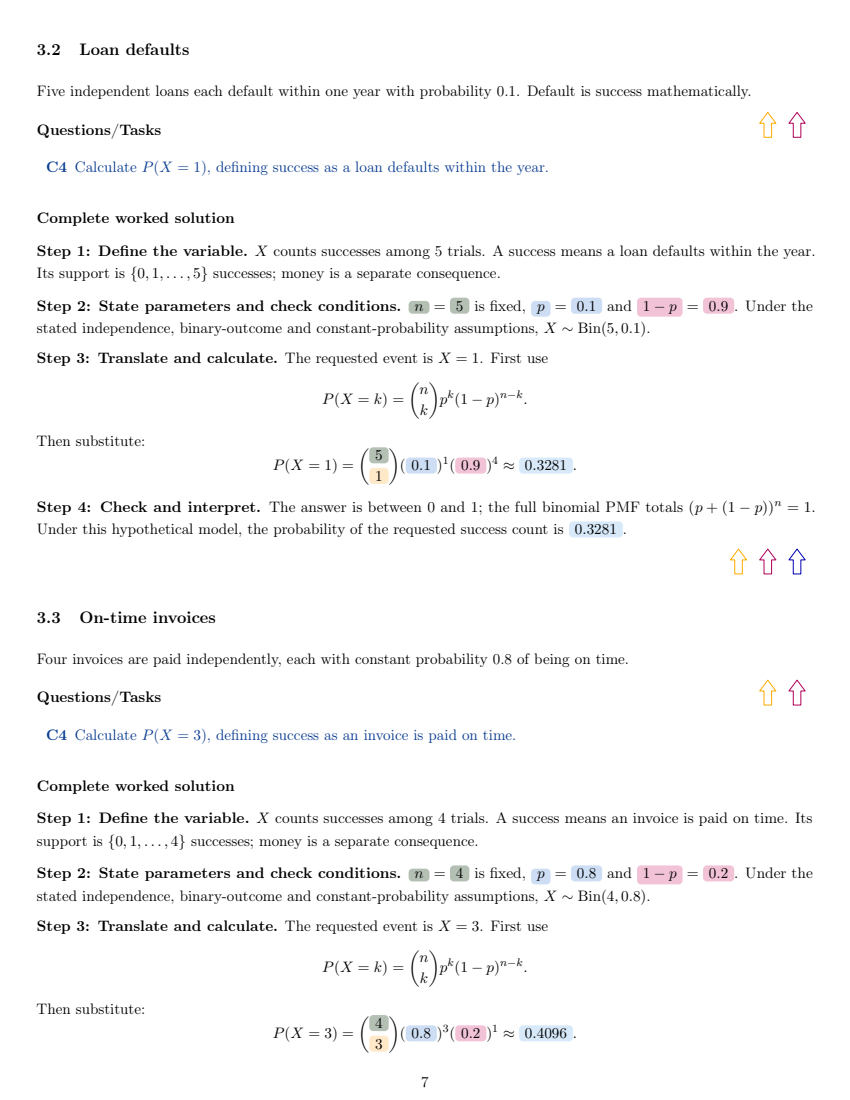 3.2 Loan defaults
Five independent loans each default within one year with probability 0.1. Default is success mathematically.
Questions/Tasks
C4 Calculate P(X = 1), defining success as a loan defaults within the year.
Complete worked solution
Step 1: Define the variable. X counts successes among 5 trials. A success means a loan defaults within the year.
Its support is {0, 1, . . . , 5} successes; money is a separate consequence.
Step 2: State parameters and check conditions. n = 5 is fixed, p = 0.1 and 1 − p = 0.9 . Under the
stated independence, binary-outcome and constant-probability assumptions, X ∼ Bin(5, 0.1).
Step 3: Translate and calculate. The requested event is X = 1. First use
P(X = k) = (n k) p^k (1 − p)^{n−k}.
Then substitute:
P(X = 1) = (5 1) ( 0.1 )^1 ( 0.9 )^4 ≈ 0.3281 .
Step 4: Check and interpret. The answer is between 0 and 1; the full binomial PMF totals (p + (1 − p))^n = 1.
Under this hypothetical model, the probability of the requested success count is 0.3281 .
3.3 On-time invoices
Four invoices are paid independently, each with constant probability 0.8 of being on time.
Questions/Tasks
C4 Calculate P(X = 3), defining success as an invoice is paid on time.
Complete worked solution
Step 1: Define the variable. X counts successes among 4 trials. A success means an invoice is paid on time. Its
support is {0, 1, . . . , 4} successes; money is a separate consequence.
Step 2: State parameters and check conditions. n = 4 is fixed, p = 0.8 and 1 − p = 0.2 . Under the
stated independence, binary-outcome and constant-probability assumptions, X ∼ Bin(4, 0.8).
Step 3: Translate and calculate. The requested event is X = 3. First use
P(X = k) = (n k) p^k (1 − p)^{n−k}.
Then substitute:
P(X = 3) = (4 3) ( 0.8 )^3 ( 0.2 )^1 ≈ 0.4096 .
7